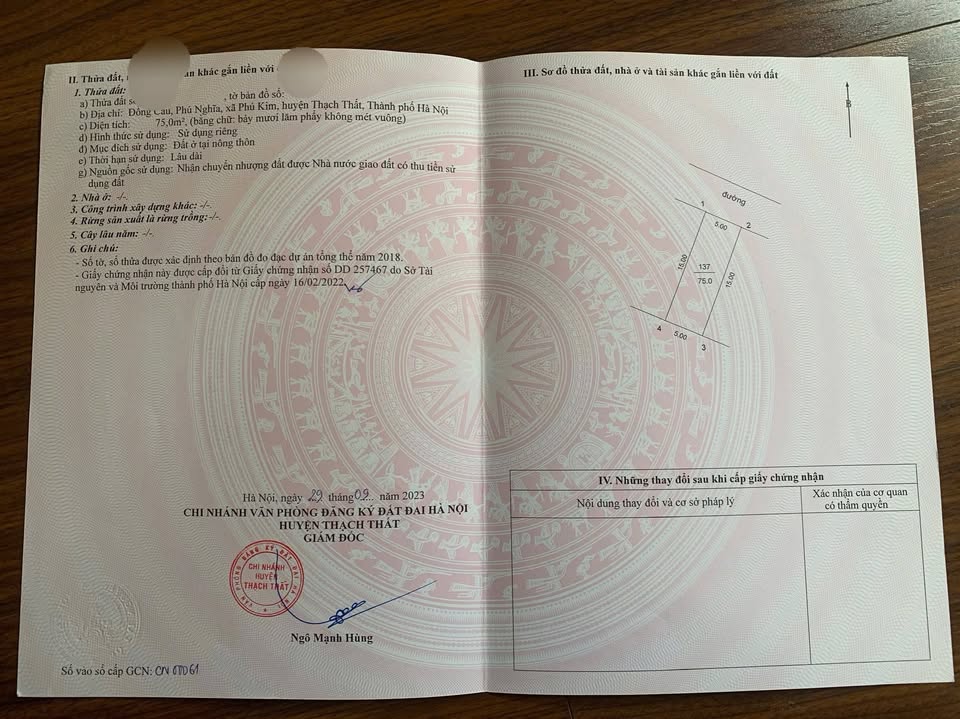 II. Thửa đất, an khác gắn liền với
1. Thửa đất:
a) Thửa đất số , tờ bản đồ số:
b) Địa chỉ: Đồng Cầu, Phú Nghĩa, xã Phú Kim, huyện Thạch Thất, Thành phố Hà Nội
c) Diện tích: 75,0m², (bằng chữ: bảy mươi lăm phẩy không mét vuông)
d) Hình thức sử dụng: Sử dụng riêng
đ) Mục đích sử dụng: Đất ở tại nông thôn
e) Thời hạn sử dụng: Lâu dài
g) Nguồn gốc sử dụng: Nhận chuyển nhượng đất được Nhà nước giao đất có thu tiền sử
dụng đất
2. Nhà ở: -/-.
3. Công trình xây dựng khác: -/-.
4. Rừng sản xuất là rừng trồng: -/-.
5. Cây lâu năm: -/-.
6. Ghi chú:
- Số tờ, số thửa được xác định theo bản đồ đo đạc dự án tổng thể năm 2018.
- Giấy chứng nhận này được cấp đổi từ Giấy chứng nhận số DD 257467 do Sở Tài
nguyên và Môi trường thành phố Hà Nội cấp ngày 16/02/2022
Hà Nội, ngày 29 tháng 09 năm 2023
CHI NHÁNH VĂN PHÒNG ĐĂNG KÝ ĐẤT ĐAI HÀ NỘI
HUYỆN THẠCH THẤT
GIÁM ĐỐC
VĂN PHÒNG ĐĂNG KÝ ĐẤT ĐAI HÀ NỘI
CHI NHÁNH
HUYỆN
THẠCH THẤT
Ngô Mạnh Hùng
Số vào sổ cấp GCN:
III. Sơ đồ thửa đất, nhà ở và tài sản khác gắn liền với đất
B
đường
1
5.00
2
15.00
137
75.0
15.00
4
5.00
3
IV. Những thay đổi sau khi cấp giấy chứng nhận
Nội dung thay đổi và cơ sở pháp lý
Xác nhận của cơ quan
có thẩm quyền